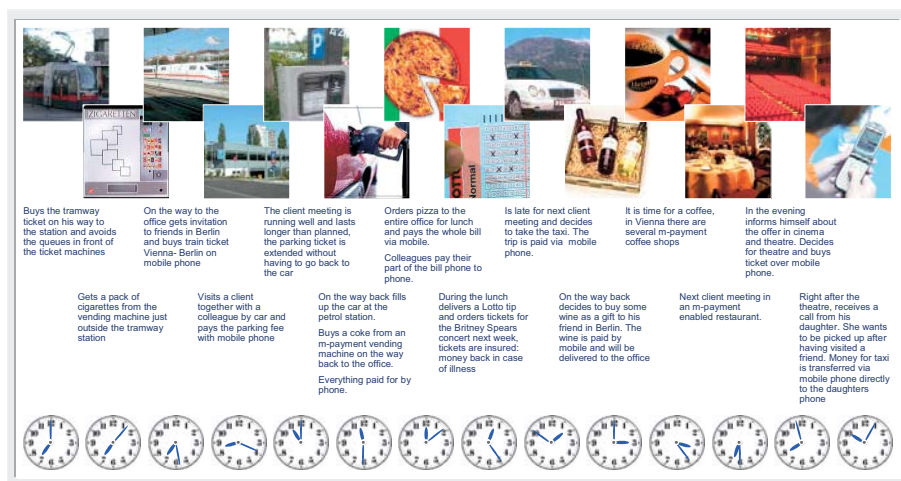 P
ZIGARETTEN
LOTTO
Normal
Buys the tramway
ticket on his way to
the station and avoids
the queues in front of
the ticket machines
On the way to the
office gets invitation
to friends in Berlin
and buys train ticket
Vienna- Berlin on
mobile phone
The client meeting is
running well and lasts
longer than planned,
the parking ticket is
extended without
having to go back to
the car
Orders pizza to the
entire office for lunch
and pays the whole bill
via mobile.
Colleagues pay their
part of the bill phone to
phone.
Is late for next client
meeting and decides
to take the taxi. The
trip is paid via  mobile
phone.
It is time for a coffee,
in Vienna there are
several m-payment
coffee shops
In the evening
informs himself about
the offer in cinema
and theatre. Decides
for theatre and buys
ticket over mobile
phone.
Gets a pack of
cigarettes from the
vending machine just
outside the tramway
station
Visits a client
together with a
colleague by car and
pays the parking fee
with mobile phone
On the way back fills
up the car at the
petrol station.
Buys a coke from an
m-payment vending
machine on the way
back to the office.
Everything paid for by
phone.
During the lunch
delivers a Lotto tip
and orders tickets for
the Britney Spears
concert next week,
tickets are insured:
money back in case
of illness
On the way back
decides to buy some
wine as a gift to his
friend in Berlin. The
wine is paid by
mobile and will be
delivered to the office
Next client meeting in
an m-payment
enabled restaurant.
Right after the
theatre, receives a
call from his
daughter. She wants
to be picked up after
having visited a
friend. Money for taxi
is transferred via
mobile phone directly
to the daughters
phone